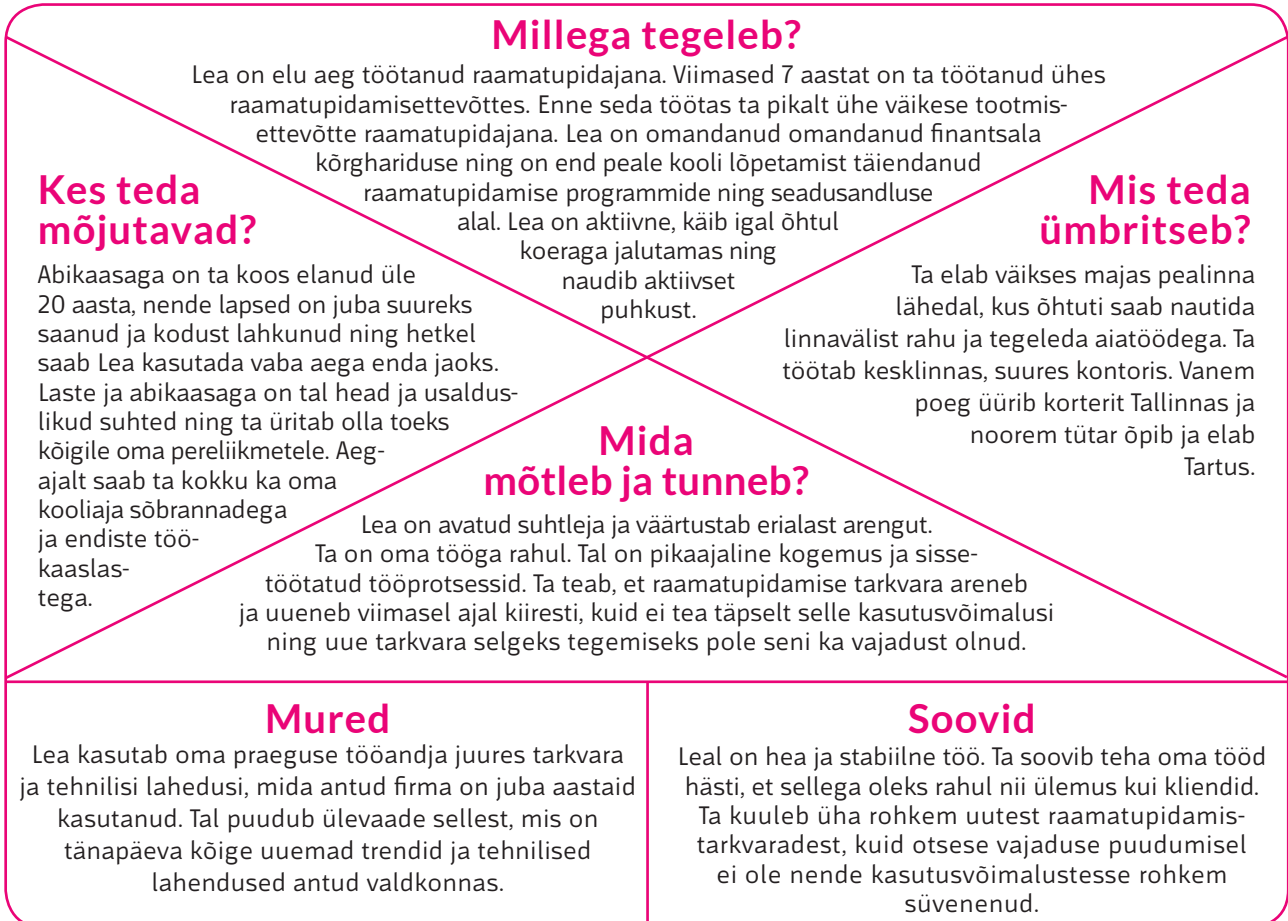 Millega tegeleb?
Lea on elu aeg töötanud raamatupidajana. Viimased 7 aastat on ta töötanud ühes
raamatupidamisettevõttes. Enne seda töötas ta pikalt ühe väikese tootmis-
ettevõtte raamatupidajana. Lea on omandanud omandanud finantsala
kõrghariduse ning on end peale kooli lõpetamist täiendanud
raamatupidamise programmide ning seadusandluse
alal. Lea on aktiivne, käib igal õhtul
koeraga jalutamas ning
naudib aktiivset
puhkust.
Kes teda
mõjutavad?
Abikaasaga on ta koos elanud üle
20 aasta, nende lapsed on juba suureks
saanud ja kodust lahkunud ning hetkel
saab Lea kasutada vaba aega enda jaoks.
Laste ja abikaasaga on tal head ja usaldus-
likud suhted ning ta üritab olla toeks
kõigile oma pereliikmetele. Aeg-
ajalt saab ta kokku ka oma
kooliaja sõbrannadega
ja endiste töö-
kaaslas-
tega.
Mis teda
ümbritseb?
Ta elab väikses majas pealinna
lähedal, kus õhtuti saab nautida
linnavälist rahu ja tegeleda aiatöödega. Ta
töötab kesklinnas, suures kontoris. Vanem
poeg üürib korterit Tallinnas ja
noorem tütar õpib ja elab
Tartus.
Mida
mõtleb ja tunneb?
Lea on avatud suhtleja ja väärtustab erialast arengut.
Ta on oma tööga rahul. Tal on pikaajaline kogemus ja sisse-
töötatud tööprotsessid. Ta teab, et raamatupidamise tarkvara areneb
ja uueneb viimasel ajal kiiresti, kuid ei tea täpselt selle kasutusvõimalusi
ning uue tarkvara selgeks tegemiseks pole seni ka vajadust olnud.
Mured
Lea kasutab oma praeguse tööandja juures tarkvara
ja tehnilisi lahedusi, mida antud firma on juba aastaid
kasutanud. Tal puudub ülevaade sellest, mis on
tänapäeva kõige uuemad trendid ja tehnilised
lahendused antud valdkonnas.
Soovid
Leal on hea ja stabiilne töö. Ta soovib teha oma tööd
hästi, et sellega oleks rahul nii ülemus kui kliendid.
Ta kuuleb üha rohkem uutest raamatupidamis-
tarkvaradest, kuid otsese vajaduse puudumisel
ei ole nende kasutusvõimalustesse rohkem
süvenenud.